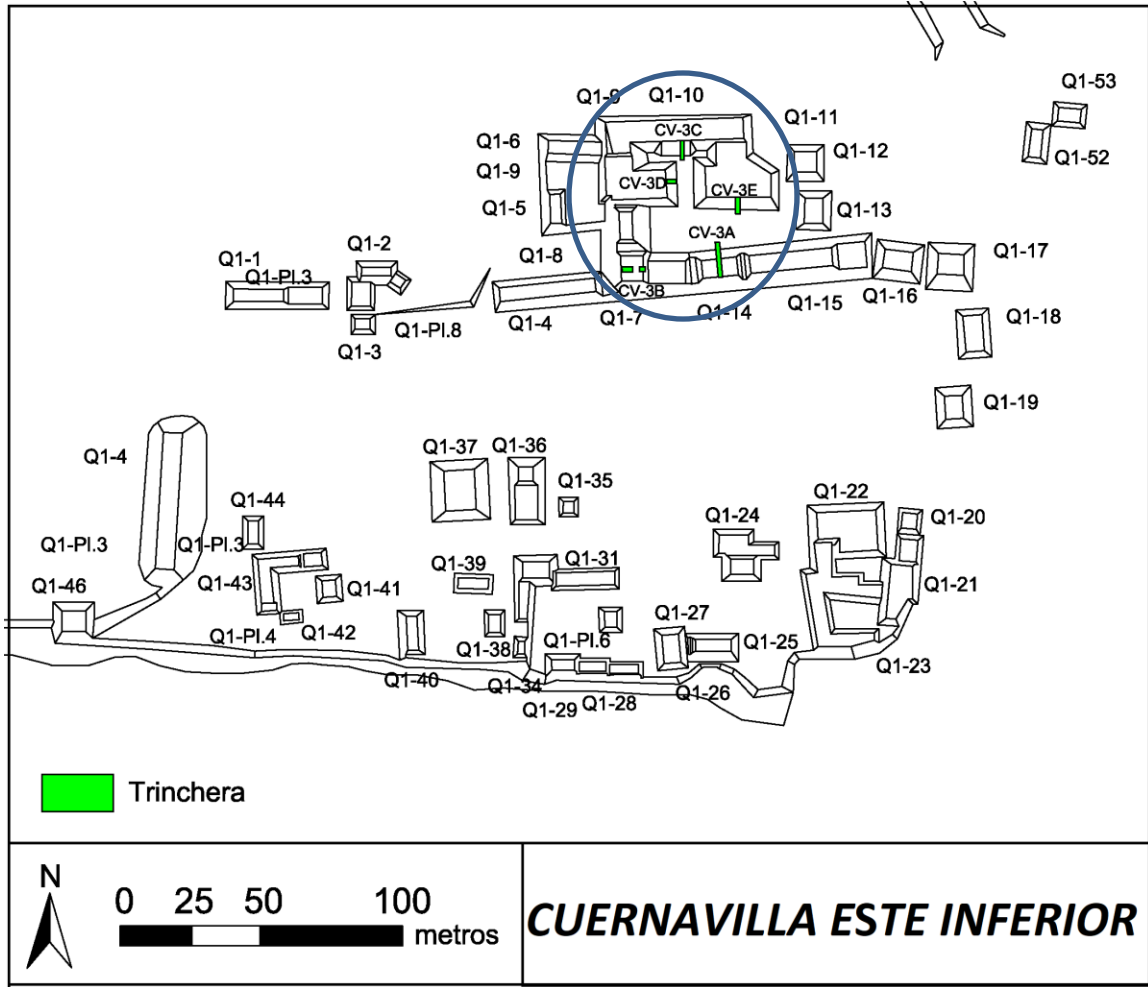 Q1-53
Q1-9
Q1-10
Q1-11
CV-3C
Q1-6
Q1-12
Q1-52
Q1-9
CV-3D
CV-3E
Q1-5
Q1-13
CV-3A
Q1-2
Q1-8
Q1-17
Q1-1
Q1-Pl.3
CV-3B
Q1-16
Q1-15
Q1-4
Q1-7
Q1-14
Q1-18
Q1-Pl.8
Q1-3
Q1-19
Q1-37
Q1-36
Q1-4
Q1-35
Q1-22
Q1-44
Q1-24
Q1-20
Q1-Pl.3
Q1-Pl.3
Q1-39
Q1-31
Q1-46
Q1-43
Q1-41
Q1-21
Q1-27
Q1-42
Q1-Pl.4
Q1-38
Q1-Pl.6
Q1-25
Q1-23
Q1-40
Q1-34
Q1-26
Q1-29
Q1-28
Trinchera
N
0 25 50 100
metros
CUERNAVILLA ESTE INFERIOR